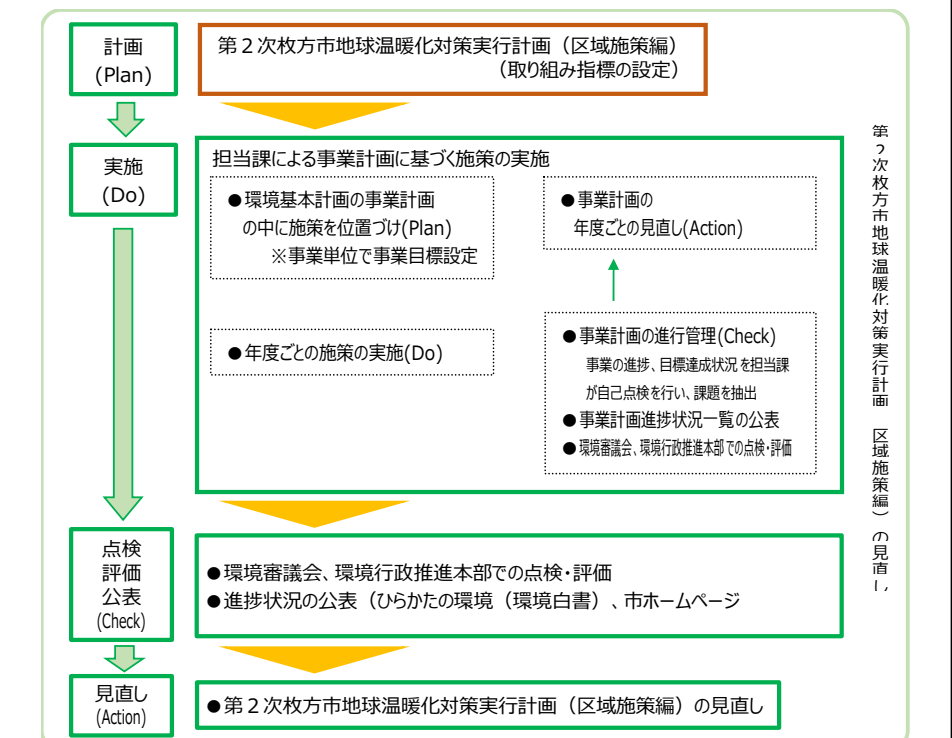 計画
(Plan)
第２次枚方市地球温暖化対策実行計画（区域施策編）
（取り組み指標の設定）
実施
(Do)
担当課による事業計画に基づく施策の実施
●環境基本計画の事業計画
の中に施策を位置づけ(Plan)
※事業単位で事業目標設定
●事業計画の
年度ごとの見直し(Action)
●年度ごとの施策の実施(Do)
●事業計画の進行管理(Check)
事業の進捗、目標達成状況を担当課
が自己点検を行い、課題を抽出
●事業計画進捗状況一覧の公表
●環境審議会、環境行政推進本部での点検・評価
点検
評価
公表
(Check)
●環境審議会、環境行政推進本部での点検・評価
●進捗状況の公表（ひらかたの環境（環境白書）、市ホームページ
見直し
(Action)
●第２次枚方市地球温暖化対策実行計画（区域施策編）の見直し
第２次枚方市地球温暖化対策実行計画　区域施策編）の見直し